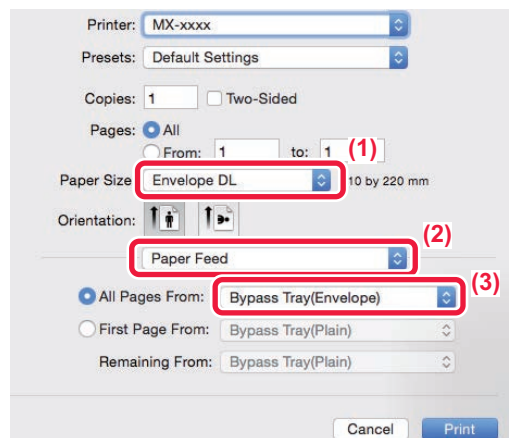 Printer: MX-xxxx
Presets: Default Settings
Copies: 1 Two-Sided
Pages: All
From: 1 to: 1 (1)
Paper Size Envelope DL 10 by 220 mm
Orientation:
(2)
Paper Feed
(3)
All Pages From: Bypass Tray(Envelope)
First Page From: Bypass Tray(Plain)
Remaining From: Bypass Tray(Plain)
Cancel Print